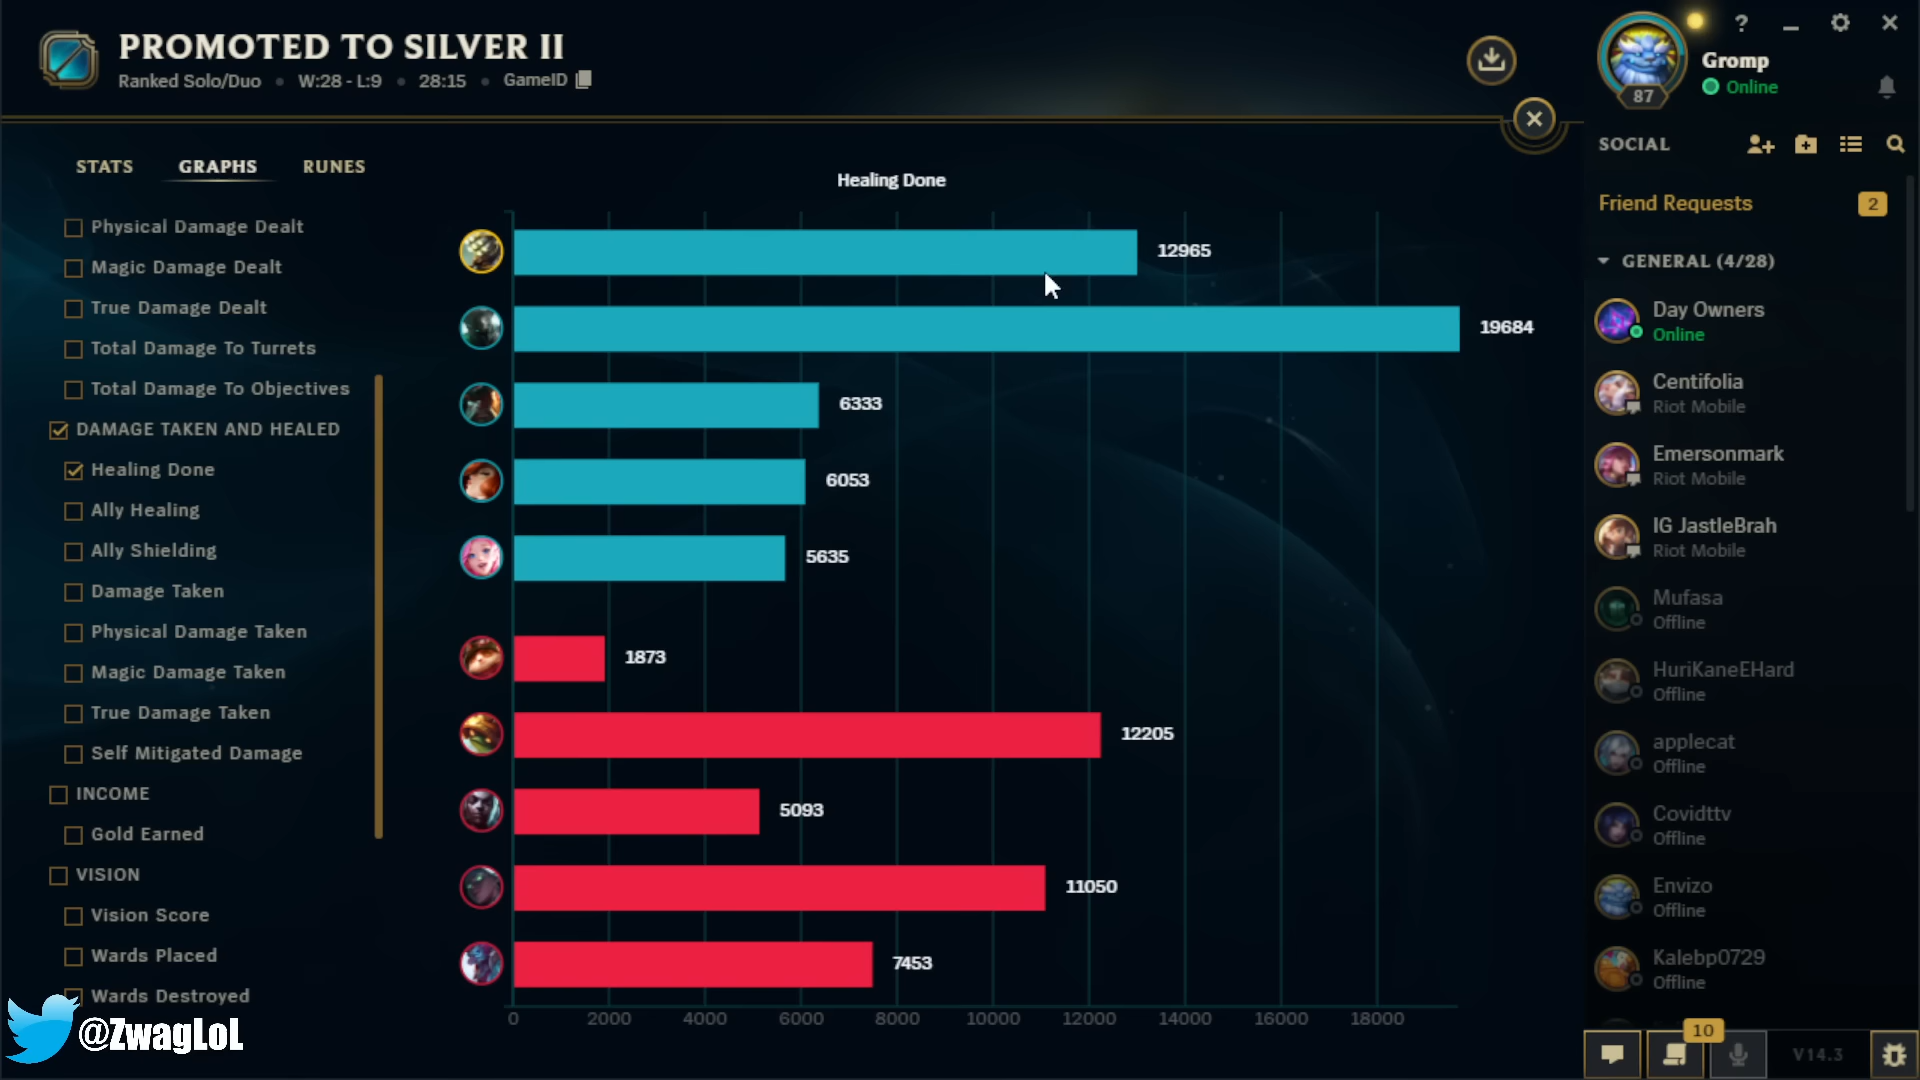 PROMOTED TO SILVER II
Ranked Solo/Duo • W:28 - L:9 • 28:15 • GameID
STATS GRAPHS RUNES
Physical Damage Dealt
Magic Damage Dealt
True Damage Dealt
Total Damage To Turrets
Total Damage To Objectives
DAMAGE TAKEN AND HEALED
Healing Done
Ally Healing
Ally Shielding
Damage Taken
Physical Damage Taken
Magic Damage Taken
True Damage Taken
Self Mitigated Damage
INCOME
Gold Earned
VISION
Vision Score
Wards Placed
Wards Destroyed
@ZwagLoL
Healing Done
12965
19684
6333
6053
5635
1873
12205
5093
11050
7453
0 2000 4000 6000 8000 10000 12000 14000 16000 18000
?
87
Gromp
Online
SOCIAL
Friend Requests 2
GENERAL (4/28)
Day Owners
Online
Centifolia
Riot Mobile
Emersonmark
Riot Mobile
IG JastleBrah
Riot Mobile
Mufasa
Offline
HuriKaneEHard
Offline
applecat
Offline
Covidttv
Offline
Envizo
Offline
Kalebp0729
Offline
10
V14.3